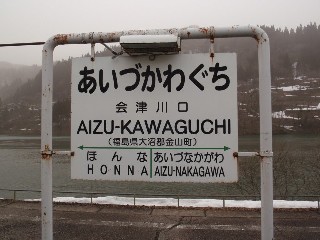 あいづかわぐち
会津川口
AIZU-KAWAGUCHI
(福島県大沼郡金山町)
ほんな あいづなかがわ
HONNA AIZU-NAKAGAWA